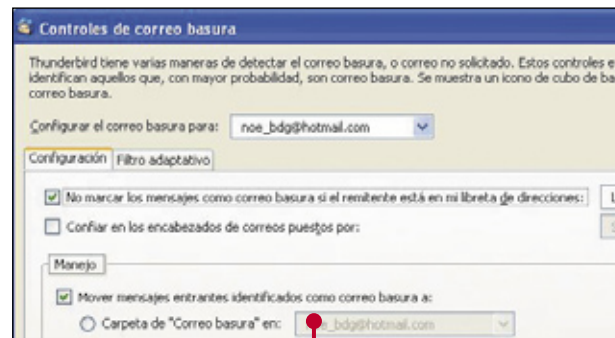 Controles de correo basura
Thunderbird tiene varias maneras de detectar el correo basura, o correo no solicitado. Estos controles e
identifican aquellos que, con mayor probabilidad, son correo basura. Se muestra un icono de cubo de ba
correo basura.
Configurar el correo basura para: noe_bdg@hotmail.com
Configuración Filtro adaptativo
No marcar los mensajes como correo basura si el remitente está en mi libreta de direcciones:
Confiar en los encabezados de correos puestos por:
Manejo
Mover mensajes entrantes identificados como correo basura a:
Carpeta de "Correo basura" en: e_bdg@hotmail.com